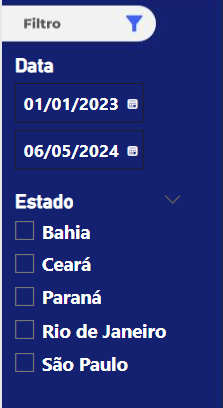 Filtro
Data
01/01/2023
06/05/2024
Estado
Bahia
Ceará
Paraná
Rio de Janeiro
São Paulo